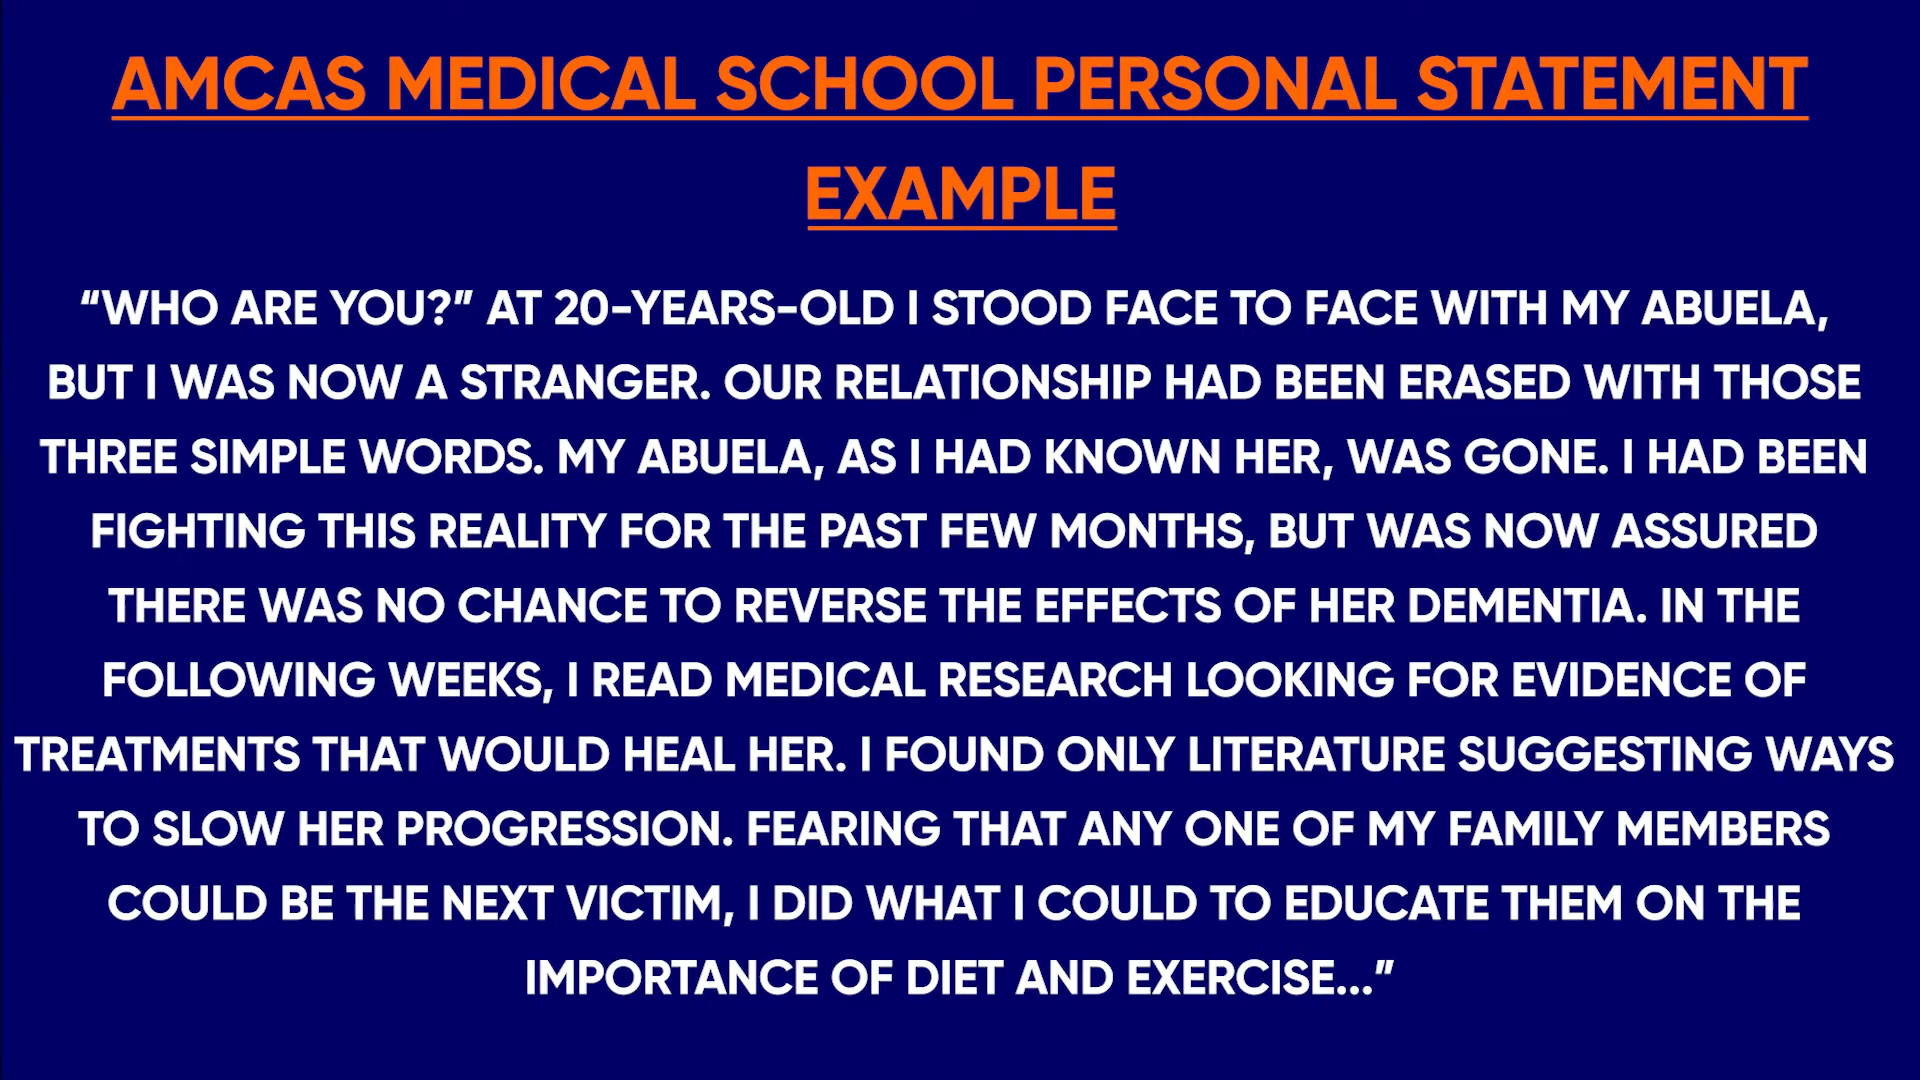 AMCAS MEDICAL SCHOOL PERSONAL STATEMENT
EXAMPLE
“WHO ARE YOU?” AT 20-YEARS-OLD I STOOD FACE TO FACE WITH MY ABUELA,
BUT I WAS NOW A STRANGER. OUR RELATIONSHIP HAD BEEN ERASED WITH THOSE
THREE SIMPLE WORDS. MY ABUELA, AS I HAD KNOWN HER, WAS GONE. I HAD BEEN
FIGHTING THIS REALITY FOR THE PAST FEW MONTHS, BUT WAS NOW ASSURED
THERE WAS NO CHANCE TO REVERSE THE EFFECTS OF HER DEMENTIA. IN THE
FOLLOWING WEEKS, I READ MEDICAL RESEARCH LOOKING FOR EVIDENCE OF
TREATMENTS THAT WOULD HEAL HER. I FOUND ONLY LITERATURE SUGGESTING WAYS
TO SLOW HER PROGRESSION. FEARING THAT ANY ONE OF MY FAMILY MEMBERS
COULD BE THE NEXT VICTIM, I DID WHAT I COULD TO EDUCATE THEM ON THE
IMPORTANCE OF DIET AND EXERCISE...”